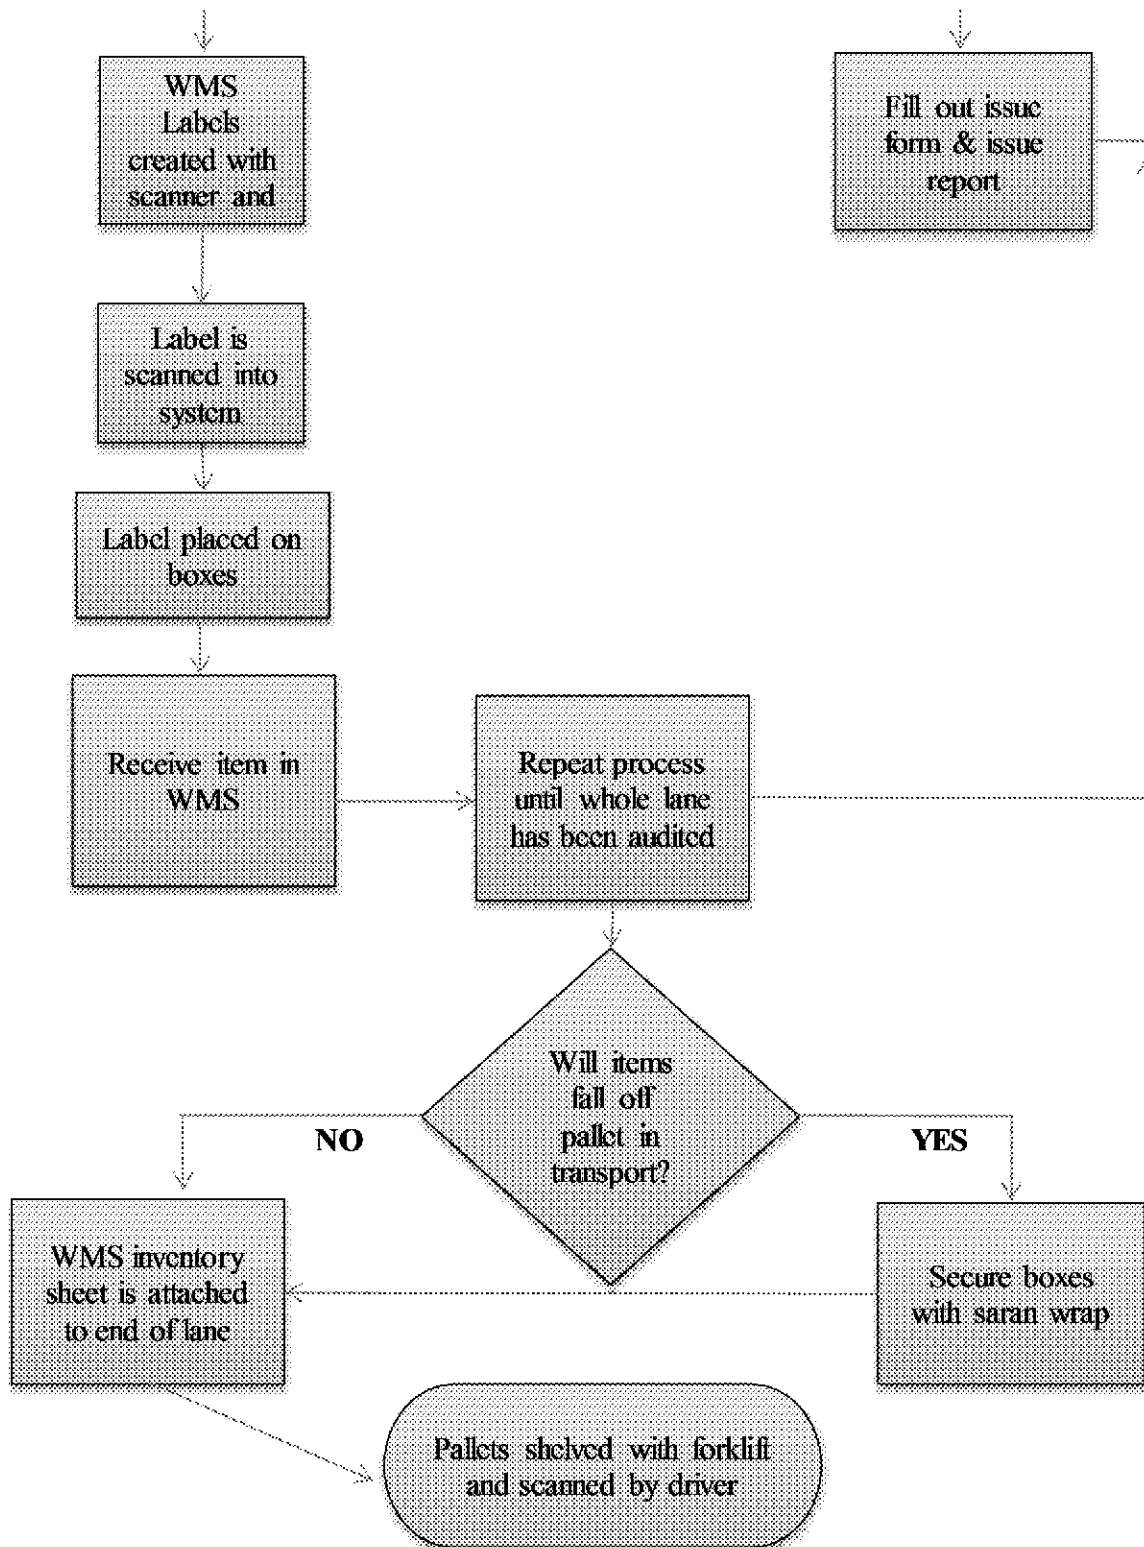 WMS
Labels
created with
scanner and
Fill out issue
form & issue
report
Label is
scanned into
system
Label placed on
boxes
Receive item in
WMS
Repeat process
until whole lane
has been audited
Will items
fall off
pallet in
transport?
NO
YES
WMS inventory
sheet is attached
to end of lane
Secure boxes
with saran wrap
Pallets shelved with forklift
and scanned by driver